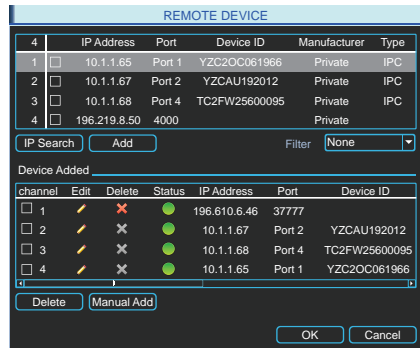 REMOTE DEVICE
4 IP Address Port Device ID Manufacturer Type
1 10.1.1.65 Port 1 YZC2OC061966 Private IPC
2 10.1.1.67 Port 2 YZCAU192012 Private IPC
3 10.1.1.68 Port 4 TC2FW25600095 Private IPC
4 196.219.8.50 4000 Private
IP Search Add Filter None
Device Added
channel Edit Delete Status IP Address Port Device ID
1 196.610.6.46 37777
2 10.1.1.67 Port 2 YZCAU192012
3 10.1.1.68 Port 4 TC2FW25600095
4 10.1.1.65 Port 1 YZC2OC061966
Delete Manual Add
OK Cancel